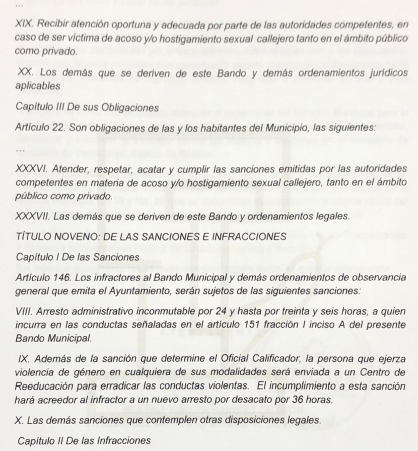 ...
XIX. Recibir atención oportuna y adecuada por parte de las autoridades competentes, en
caso de ser víctima de acoso y/o hostigamiento sexual callejero tanto en el ámbito público
como privado.
XX. Los demás que se deriven de este Bando y demás ordenamientos jurídicos
aplicables
Capítulo III De sus Obligaciones
Artículo 22. Son obligaciones de las y los habitantes del Municipio, las siguientes:
...
XXXVI. Atender, respetar, acatar y cumplir las sanciones emitidas por las autoridades
competentes en materia de acoso y/o hostigamiento sexual callejero, tanto en el ámbito
público como privado.
XXXVII. Las demás que se deriven de este Bando y ordenamientos legales.
TÍTULO NOVENO: DE LAS SANCIONES E INFRACCIONES
Capítulo I De las Sanciones
Artículo 146. Los infractores al Bando Municipal y demás ordenamientos de observancia
general que emita el Ayuntamiento, serán sujetos de las siguientes sanciones:
VIII. Arresto administrativo inconmutable por 24 y hasta por treinta y seis horas, a quien
incurra en las conductas señaladas en el artículo 151 fracción I inciso A del presente
Bando Municipal.
IX. Además de la sanción que determine el Oficial Calificador, la persona que ejerza
violencia de género en cualquiera de sus modalidades será enviada a un Centro de
Reeducación para erradicar las conductas violentas. El incumplimiento a esta sanción
hará acreedor al infractor a un nuevo arresto por desacato por 36 horas.
X. Las demás sanciones que contemplen otras disposiciones legales.
Capítulo II De las Infracciones